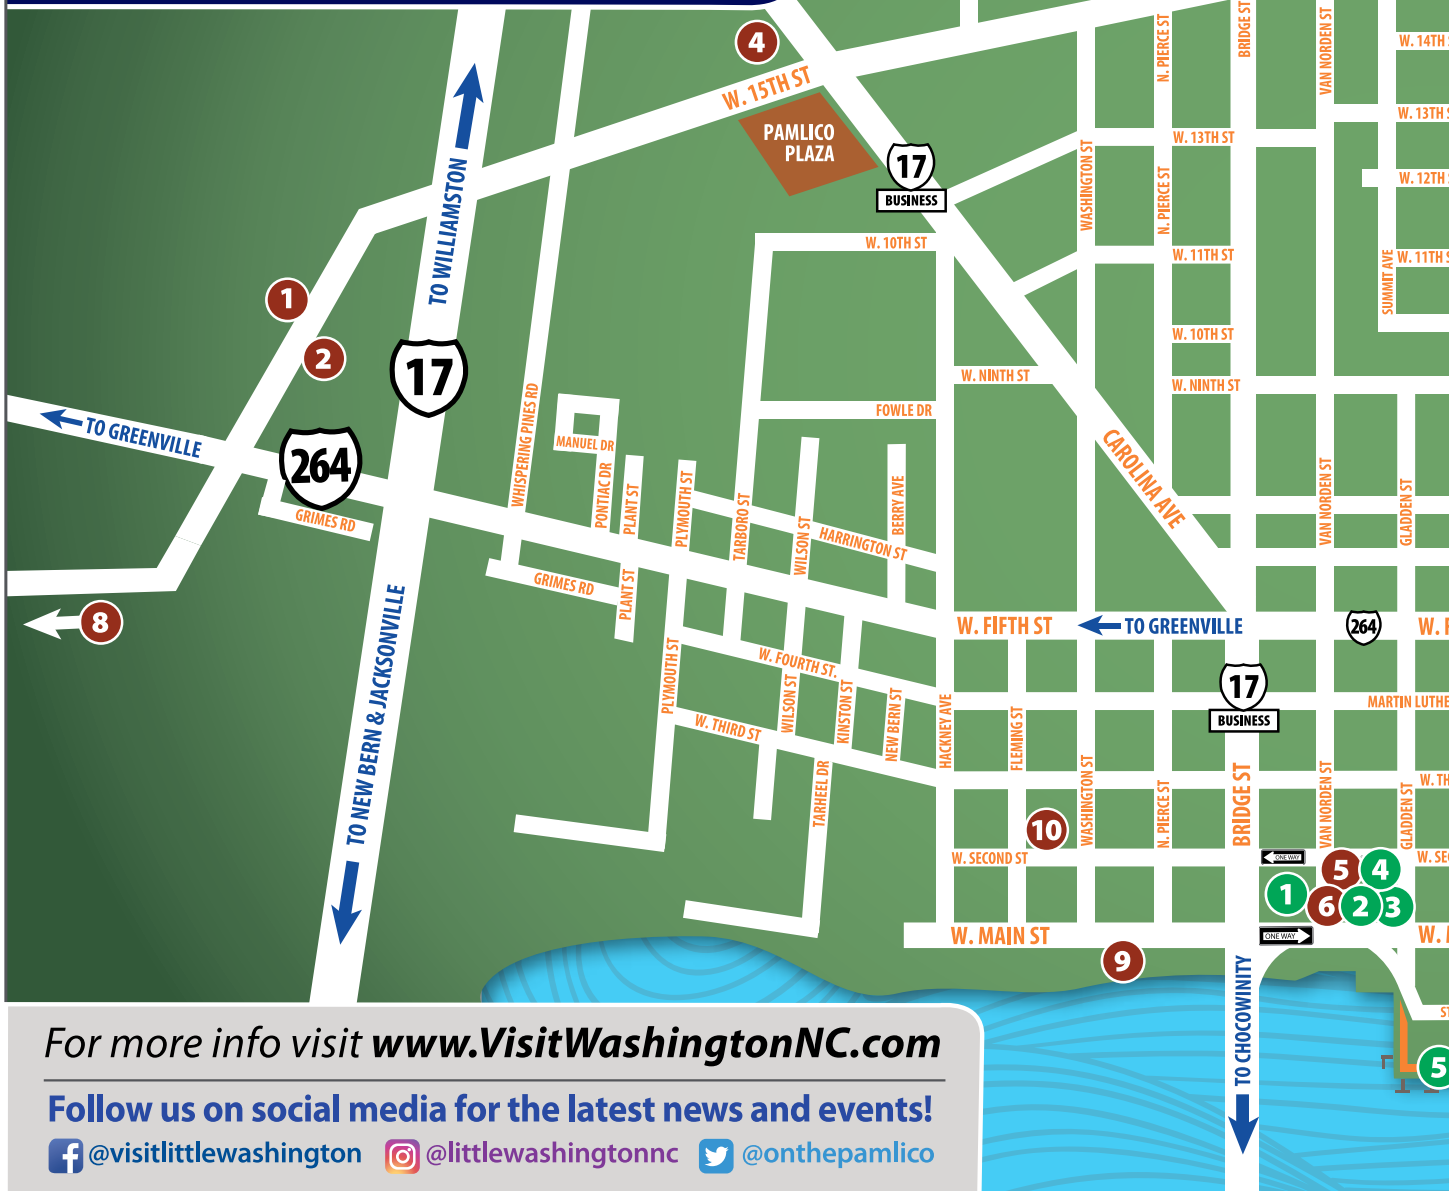 4
W. 15TH ST
PAMLICO
PLAZA
17
BUSINESS
N. PIERCE ST
BRIDGE ST
VAN NORDEN ST
W. 14TH
W. 13TH S
W. 13TH ST
WASHINGTON ST
N. PIERCE ST
W. 12TH
W. 11TH ST
W. 11TH S
SUMMIT AVE
TO WILLIAMSTON
W. 10TH ST
1
2
17
W. 10TH ST
W. NINTH ST
W. NINTH ST
FOWLE DR
TO GREENVILLE
264
GRIMES RD
WHISPERING PINES RD
MANUEL DR
PONTIAC DR
PLANT ST
PLYMOUTH ST
TARBORO ST
WILSON ST
BERRY AVE
HARRINGTON ST
CAROLINA AVE
VAN NORDEN ST
GLADDEN ST
GRIMES RD
PLANT ST
8
TO NEW BERN & JACKSONVILLE
W. FIFTH ST
TO GREENVILLE
264
W. F
PLYMOUTH ST
W. FOURTH ST.
WILSON ST
KINSTON ST
NEW BERN ST
HACKNEY AVE
FLEMING ST
17
BUSINESS
MARTIN LUTHE
W. THIRD ST
TARHEEL DR
WASHINGTON ST
N. PIERCE ST
BRIDGE ST
VAN NORDEN ST
GLADDEN ST
W. TH
10
W. SECOND ST
ONE WAY
W. SEC
5
4
1
6
2
3
W. MAIN ST
ONE WAY
W. M
9
TO CHOCOWINITY
ST
5
For more info visit www.VisitWashingtonNC.com
Follow us on social media for the latest news and events!
@visitlittlewashington @littlewashingtonnc @onthepamlico